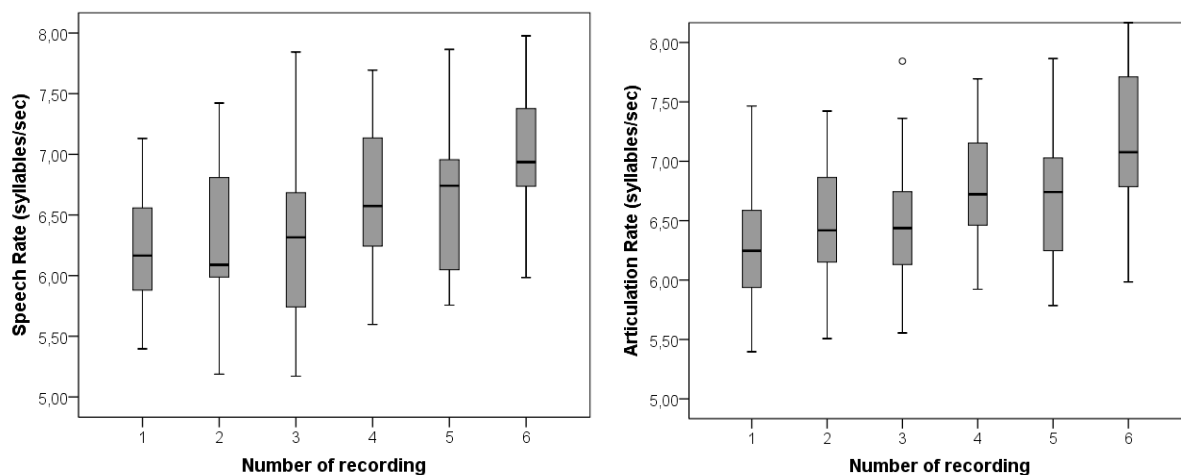 Speech Rate (syllables/sec)
8,00
7,50
7,00
6,50
6,00
5,50
5,00
1 2 3 4 5 6
Number of recording
Articulation Rate (syllables/sec)
8,00
7,50
7,00
6,50
6,00
5,50
5,00
1 2 3 4 5 6
Number of recording